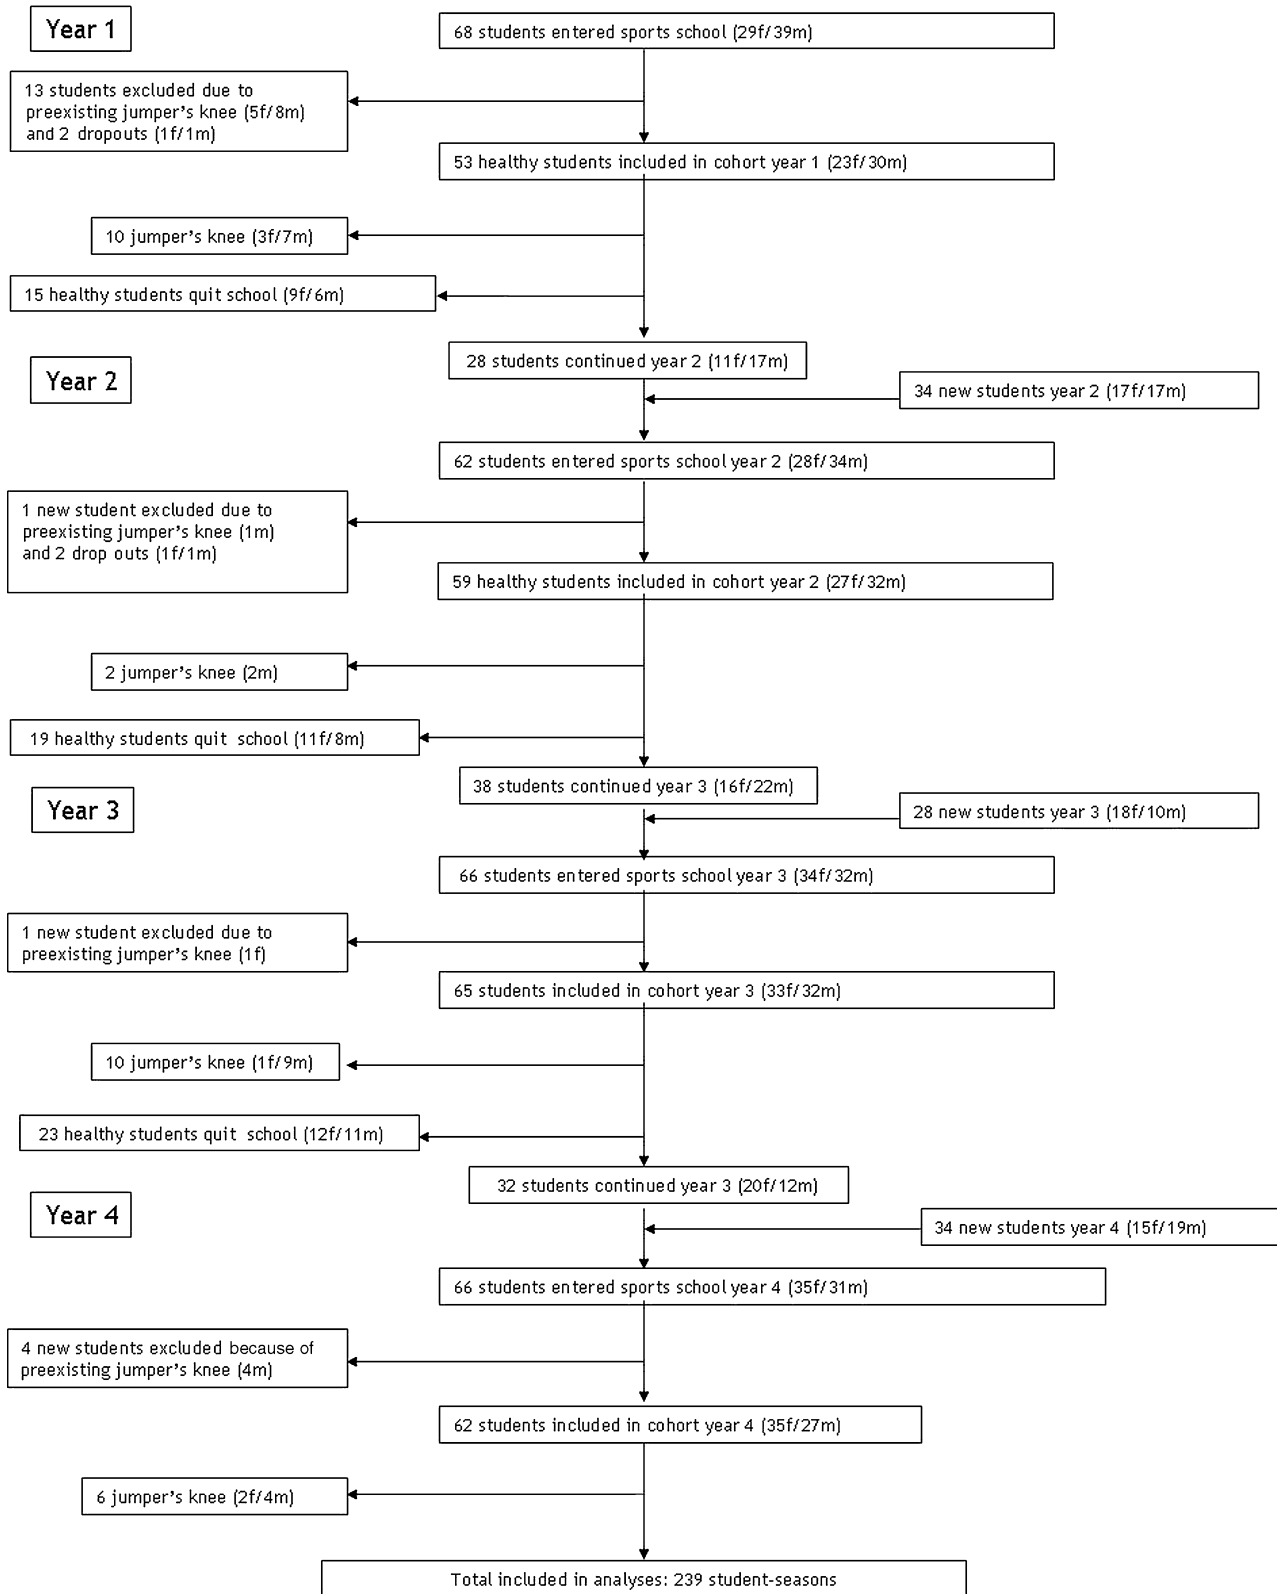 Year 1
68 students entered sports school (29f/39m)
13 students excluded due to
preexisting jumper's knee (5f/8m)
and 2 dropouts (1f/1m)
53 healthy students included in cohort year 1 (23f/30m)
10 jumper's knee (3f/7m)
15 healthy students quit school (9f/6m)
28 students continued year 2 (11f/17m)
Year 2
34 new students year 2 (17f/17m)
62 students entered sports school year 2 (28f/34m)
1 new student excluded due to
preexisting jumper's knee (1m)
and 2 drop outs (1f/1m)
59 healthy students included in cohort year 2 (27f/32m)
2 jumper's knee (2m)
19 healthy students quit school (11f/8m)
38 students continued year 3 (16f/22m)
Year 3
28 new students year 3 (18f/10m)
66 students entered sports school year 3 (34f/32m)
1 new student excluded due to
preexisting jumper's knee (1f)
65 students included in cohort year 3 (33f/32m)
10 jumper's knee (1f/9m)
23 healthy students quit school (12f/11m)
32 students continued year 3 (20f/12m)
Year 4
34 new students year 4 (15f/19m)
66 students entered sports school year 4 (35f/31m)
4 new students excluded because of
preexisting jumper's knee (4m)
62 students included in cohort year 4 (35f/27m)
6 jumper's knee (2f/4m)
Total included in analyses: 239 student-seasons